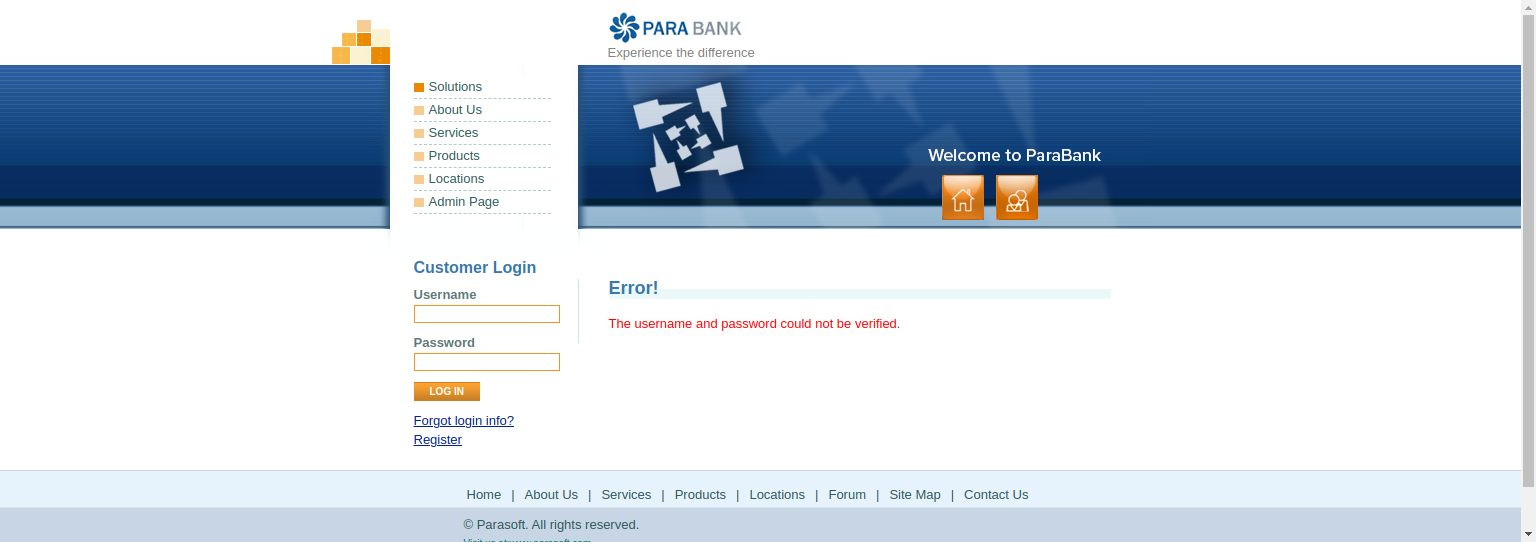 PARA BANK
Experience the difference
Solutions
About Us
Services
Products
Locations
Admin Page
Welcome to ParaBank
Customer Login
Username
Password
LOG IN
Forgot login info?
Register
Error!
The username and password could not be verified.
Home | About Us | Services | Products | Locations | Forum | Site Map | Contact Us
© Parasoft. All rights reserved.